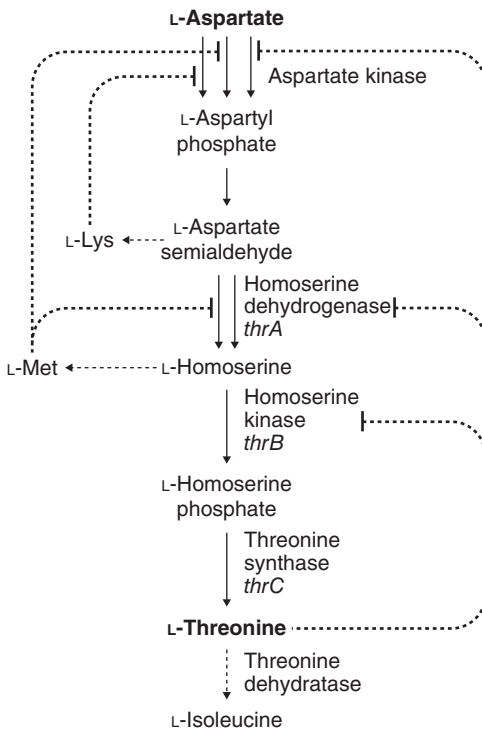 L-Aspartate
Aspartate kinase
L-Aspartyl
phosphate
L-Aspartate
semialdehyde
L-Lys
Homoserine
dehydrogenase
thrA
L-Met
L-Homoserine
Homoserine
kinase
thrB
L-Homoserine
phosphate
Threonine
synthase
thrC
L-Threonine
Threonine
dehydratase
L-Isoleucine